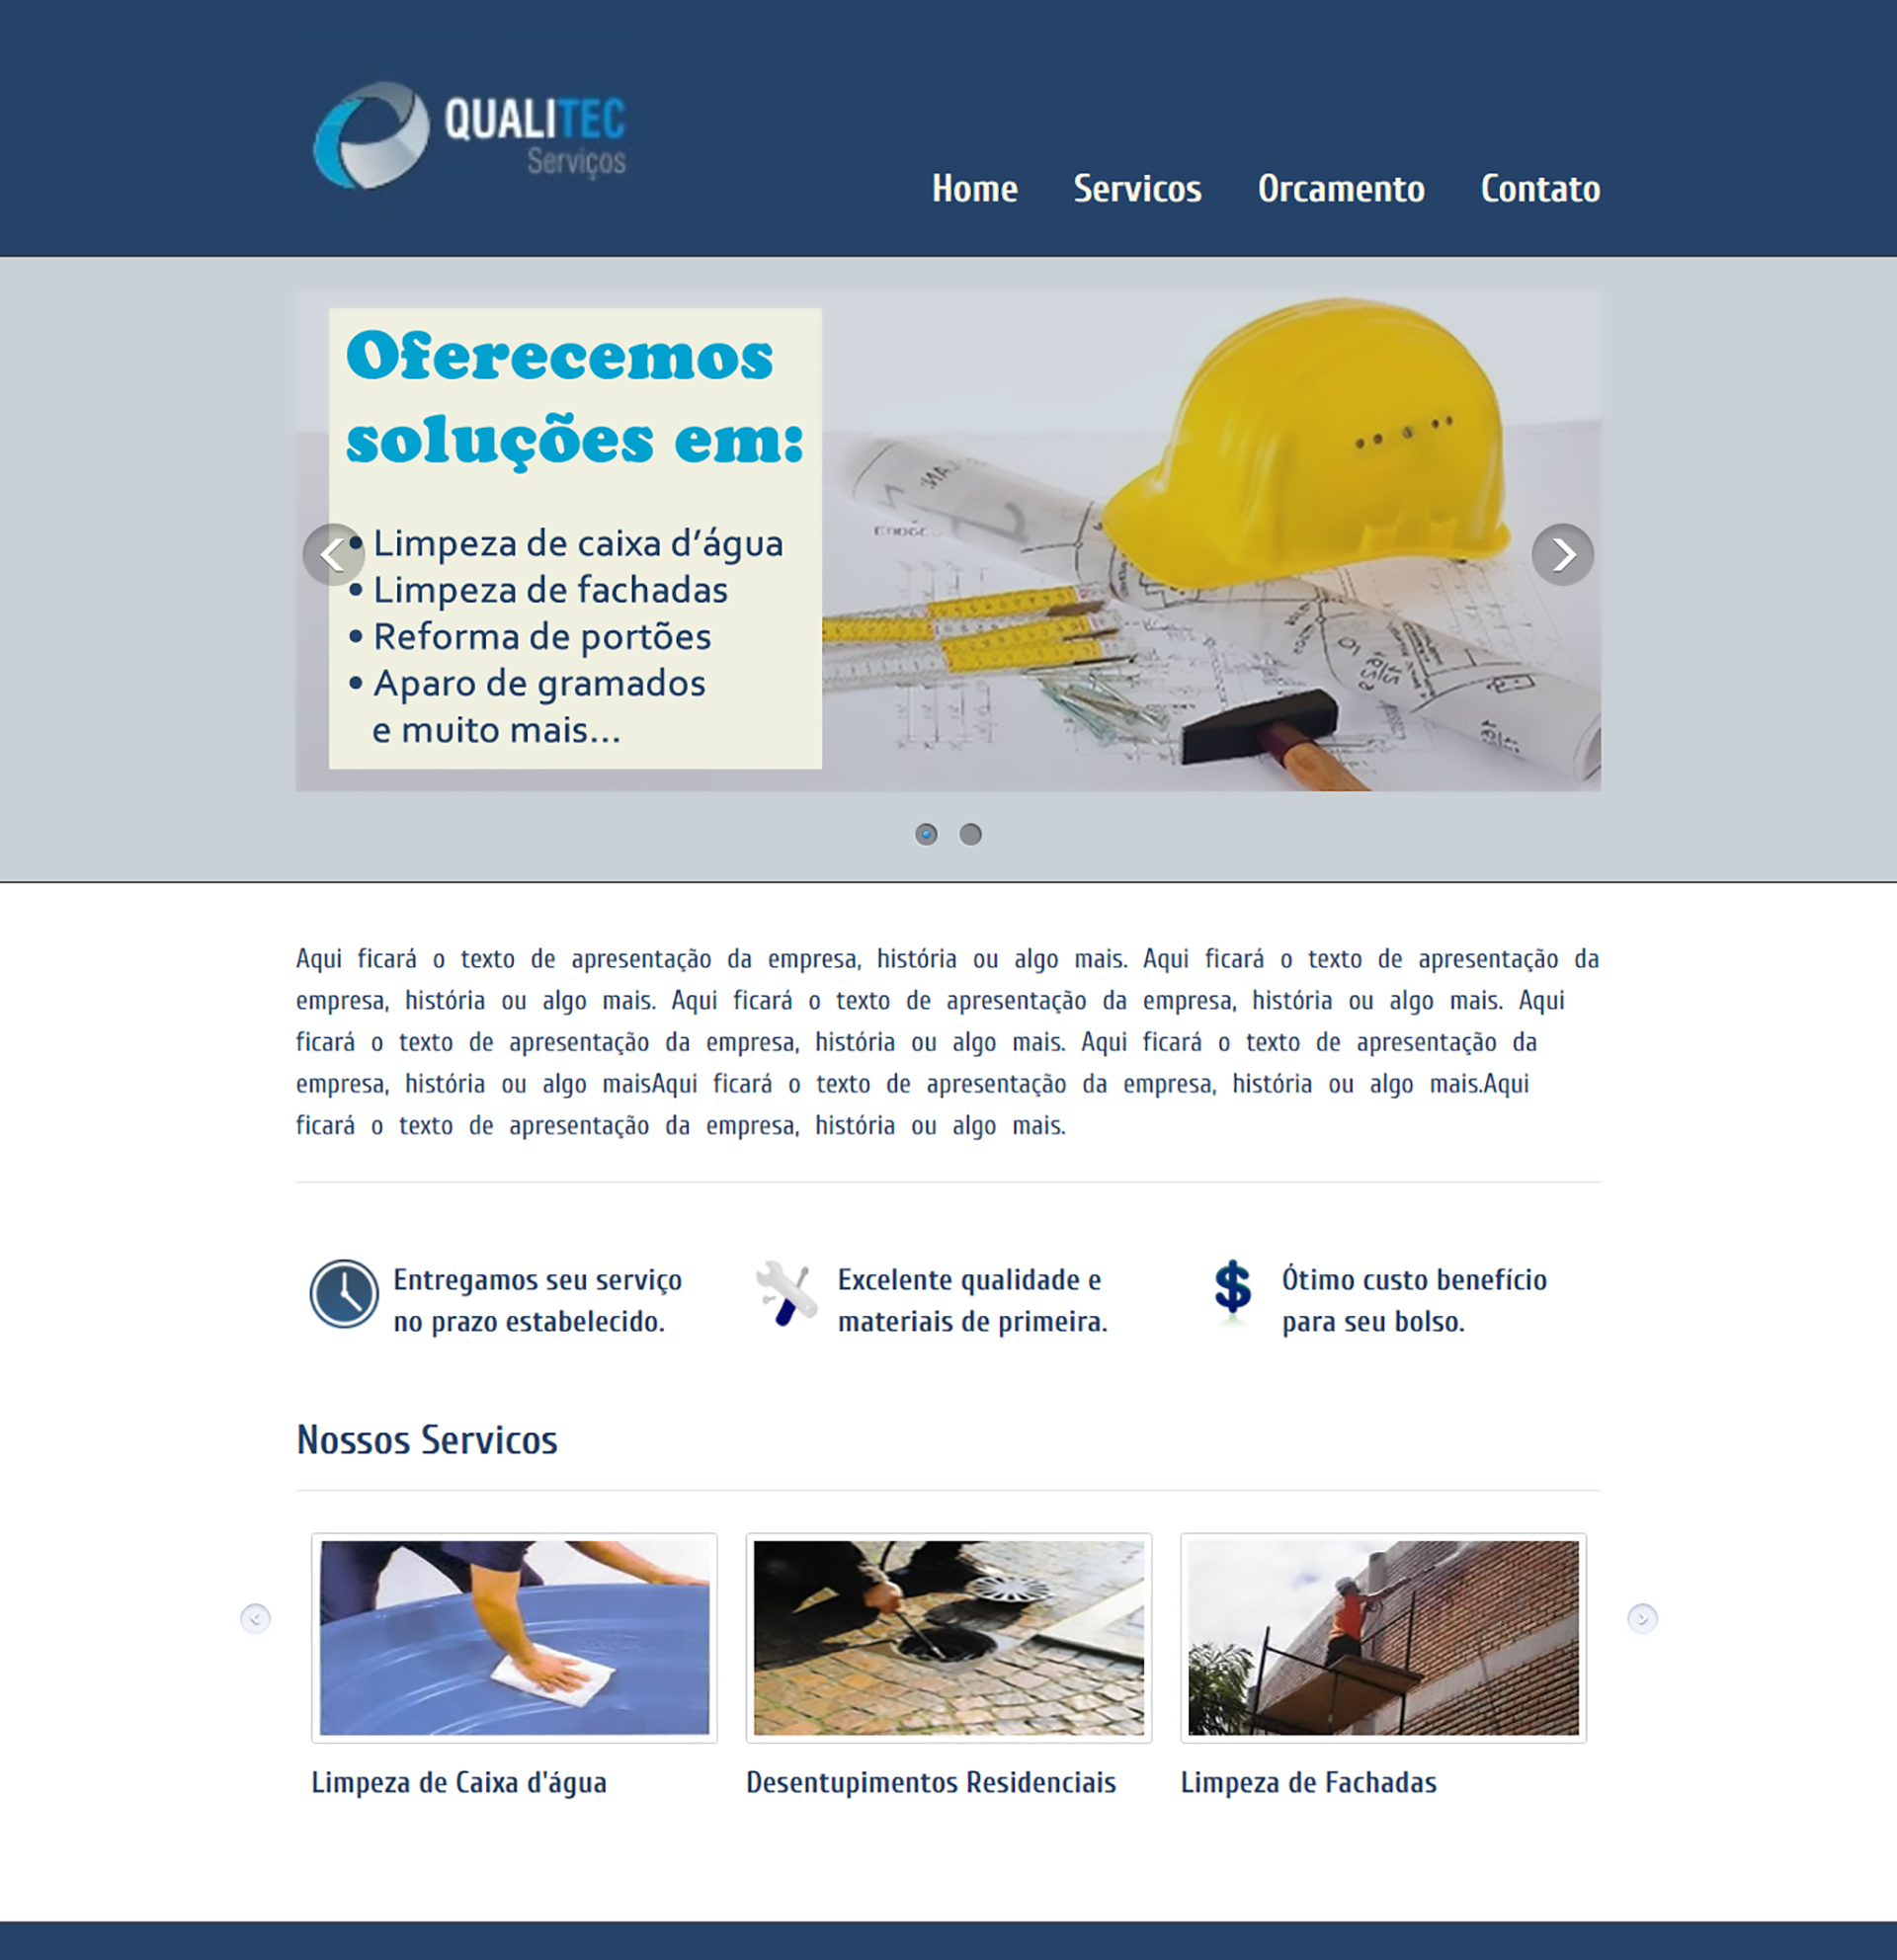 QUALITEC
Serviços
Home Servicos Orcamento Contato
Oferecemos
soluções em:
• Limpeza de caixa d’água
• Limpeza de fachadas
• Reforma de portões
• Aparo de gramados
e muito mais...
Aqui ficará o texto de apresentação da empresa, história ou algo mais. Aqui ficará o texto de apresentação da
empresa, história ou algo mais. Aqui ficará o texto de apresentação da empresa, história ou algo mais. Aqui
ficará o texto de apresentação da empresa, história ou algo mais. Aqui ficará o texto de apresentação da
empresa, história ou algo maisAqui ficará o texto de apresentação da empresa, história ou algo mais.Aqui
ficará o texto de apresentação da empresa, história ou algo mais.
Entregamos seu serviço
no prazo estabelecido.
Excelente qualidade e
materiais de primeira.
Ótimo custo benefício
para seu bolso.
Nossos Servicos
Limpeza de Caixa d'água
Desentupimentos Residenciais
Limpeza de Fachadas